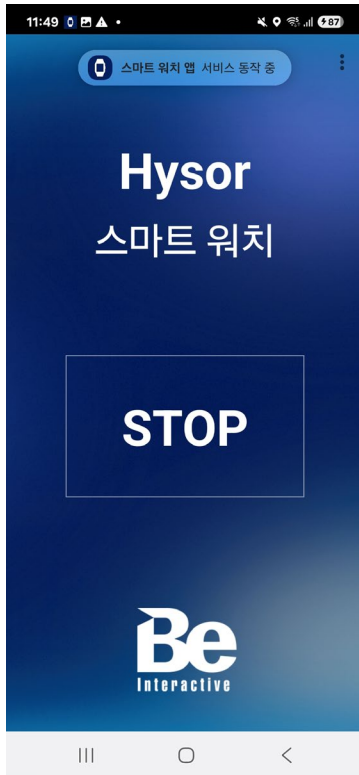 11:49
87
스마트 워치 앱 서비스 동작 중
Hysor
스마트 워치
STOP
Be
Interactive